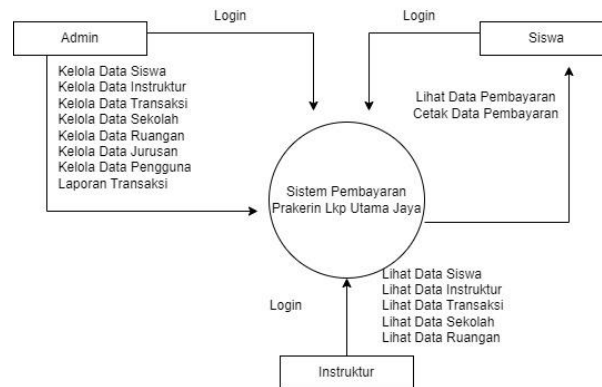 Login
Login
Admin
Siswa
Kelola Data Siswa
Kelola Data Instruktur
Kelola Data Transaksi
Kelola Data Sekolah
Kelola Data Ruangan
Kelola Data Jurusan
Kelola Data Pengguna
Laporan Transaksi
Lihat Data Pembayaran
Cetak Data Pembayaran
Sistem Pembayaran
Prakerin Lkp Utama Jaya
Login
Lihat Data Siswa
Lihat Data Instruktur
Lihat Data Transaksi
Lihat Data Sekolah
Lihat Data Ruangan
Instruktur